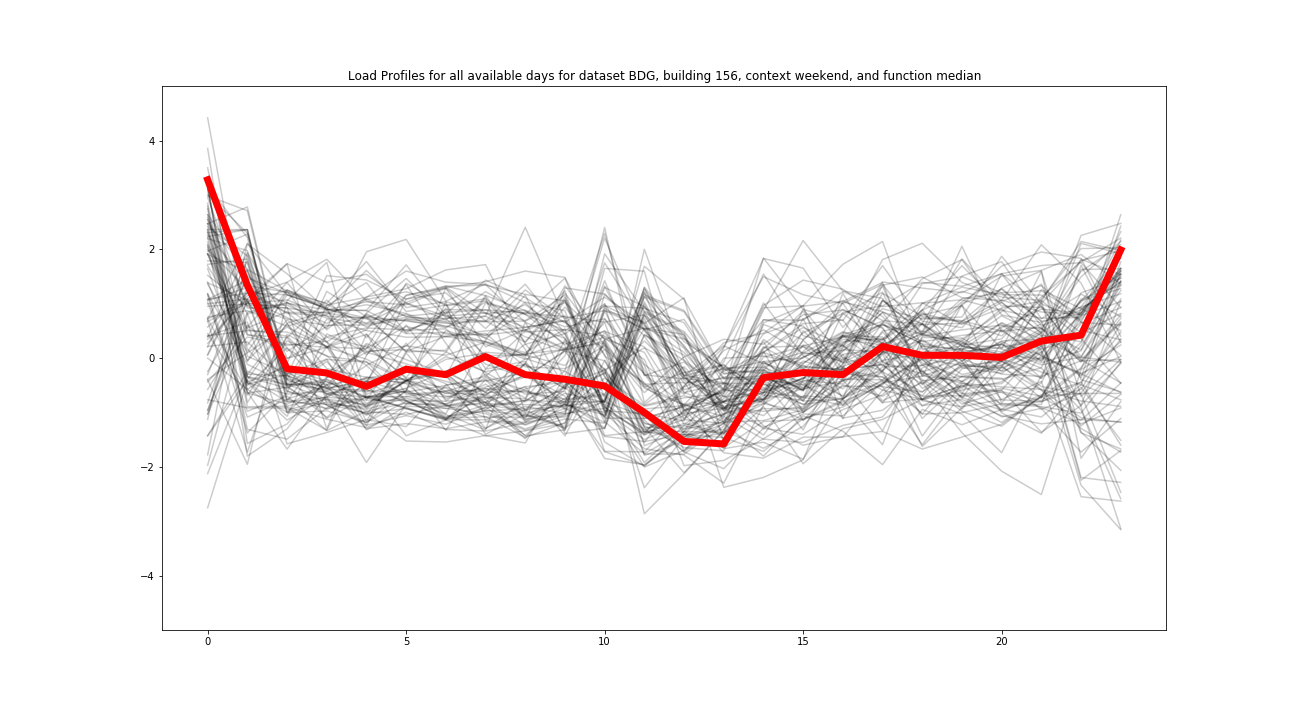 Load Profiles for all available days for dataset BDG, building 156, context weekend, and function median
4
2
0
−2
−4
0 5 10 15 20